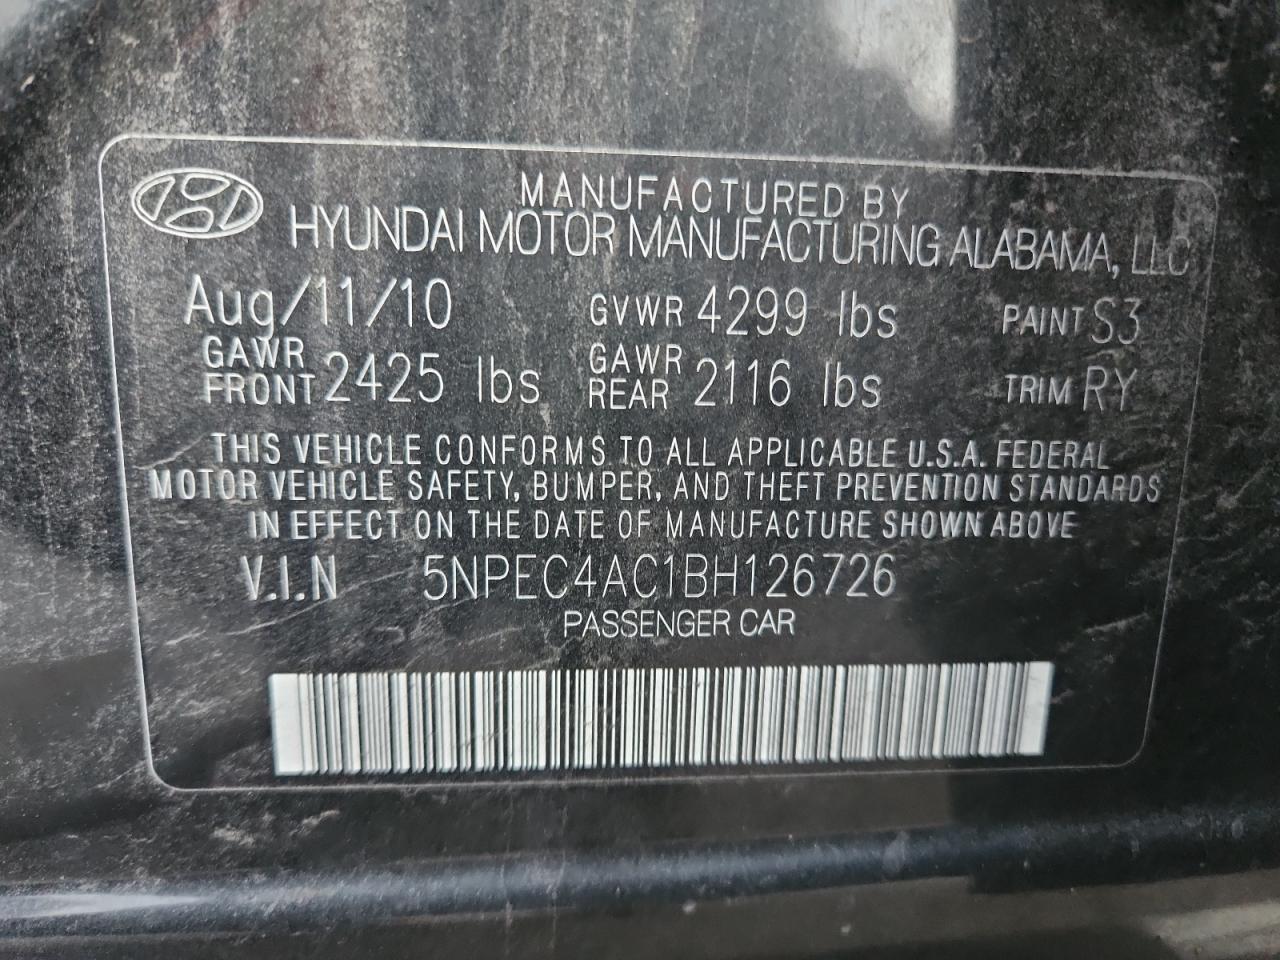 MANUFACTURED BY
HYUNDAI MOTOR MANUFACTURING ALABAMA, LLC
Aug/11/10 GVWR 4299 lbs PAINT S3
GAWR FRONT 2425 lbs GAWR REAR 2116 lbs TRIM RY
THIS VEHICLE CONFORMS TO ALL APPLICABLE U.S.A. FEDERAL
MOTOR VEHICLE SAFETY, BUMPER, AND THEFT PREVENTION STANDARDS
IN EFFECT ON THE DATE OF MANUFACTURE SHOWN ABOVE
V.I.N 5NPEC4AC1BH126726
PASSENGER CAR